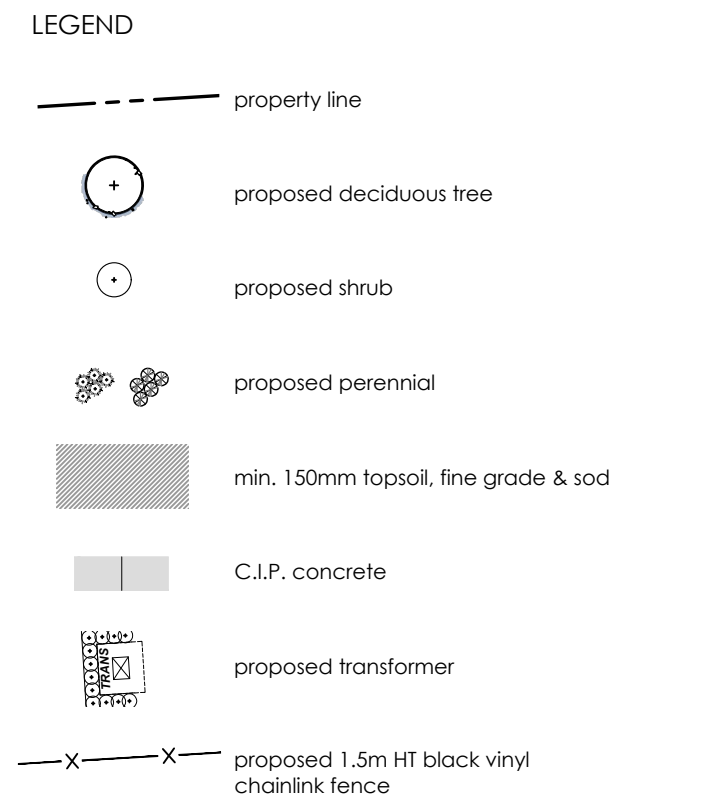 LEGEND
property line
proposed deciduous tree
proposed shrub
proposed perennial
min. 150mm topsoil, fine grade & sod
C.I.P. concrete
TRANS
proposed transformer
proposed 1.5m HT black vinyl
chainlink fence